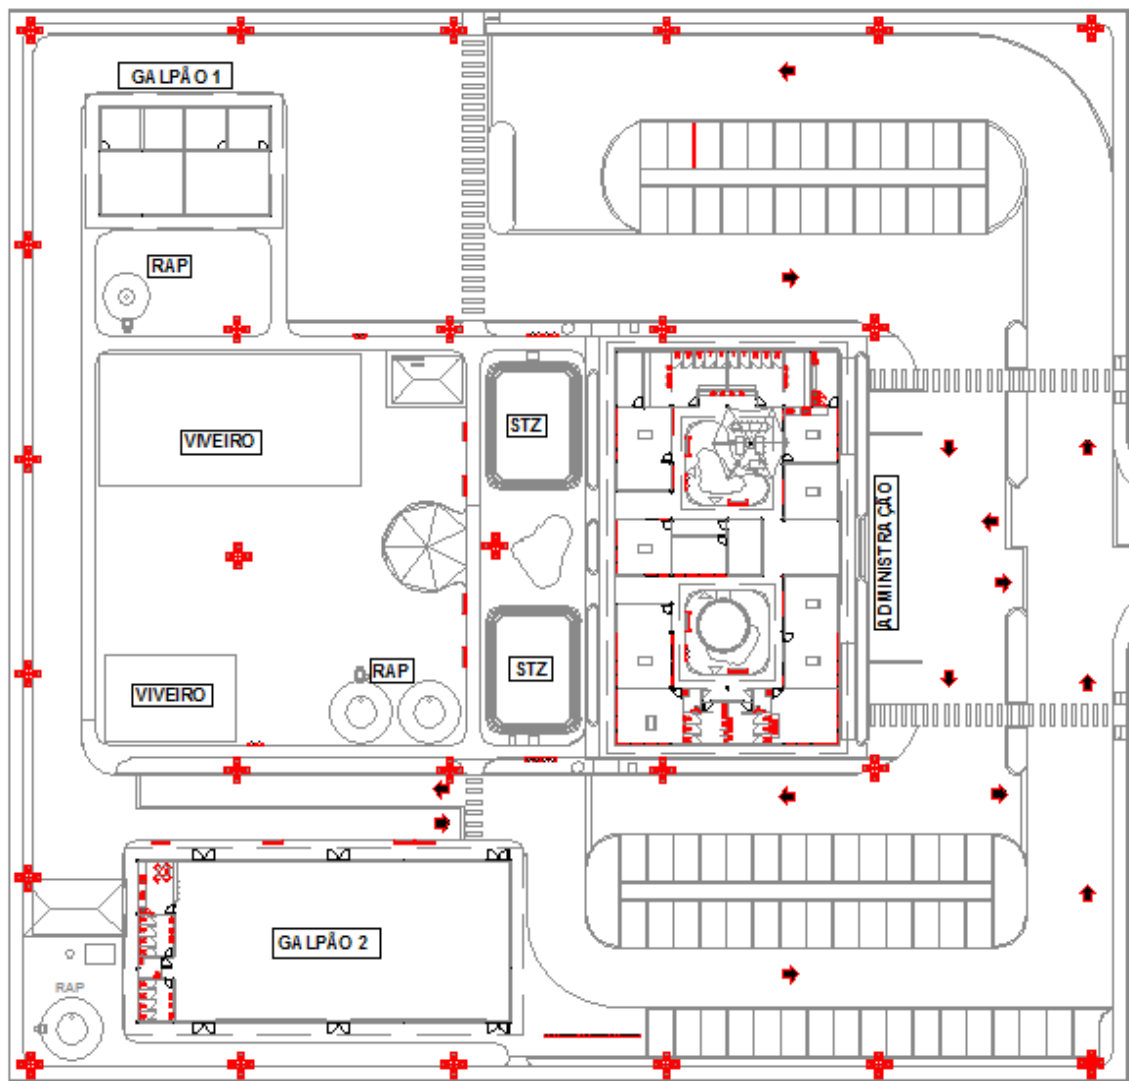 GALPÃO 1
RAP
STZ
VIVEIRO
ADMINISTRAÇÃO
STZ
RAP
VIVEIRO
GALPÃO 2
RAP